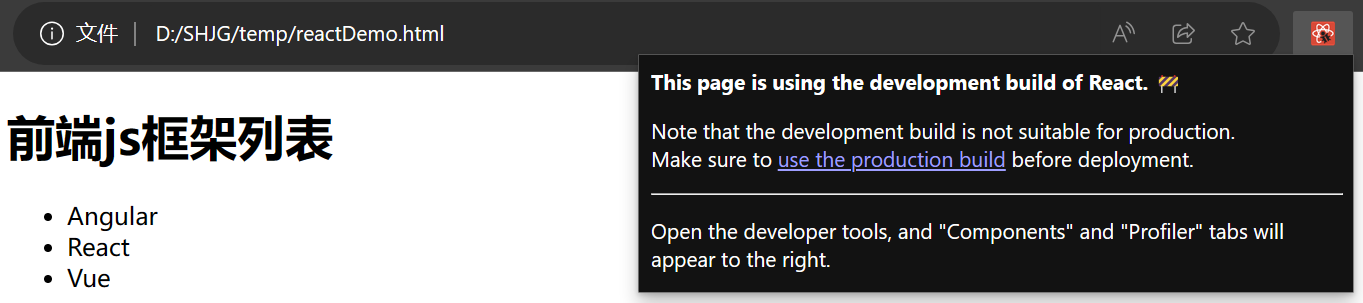 文件 D:/SHJG/temp/reactDemo.html
This page is using the development build of React. 🚧
Note that the development build is not suitable for production.
Make sure to use the production build before deployment.
Open the developer tools, and "Components" and "Profiler" tabs will
appear to the right.
前端js框架列表
Angular
React
Vue